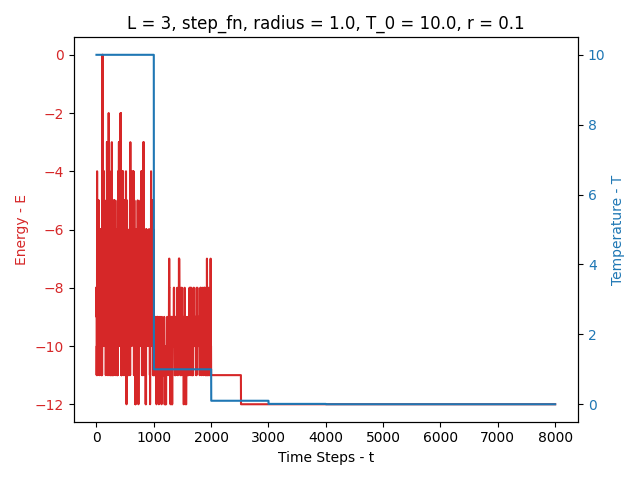 L = 3, step_fn, radius = 1.0, T_0 = 10.0, r = 0.1
Energy - E
0
−2
−4
−6
−8
−10
−12
10
8
6
4
2
0
Temperature - T
0 1000 2000 3000 4000 5000 6000 7000 8000
Time Steps - t